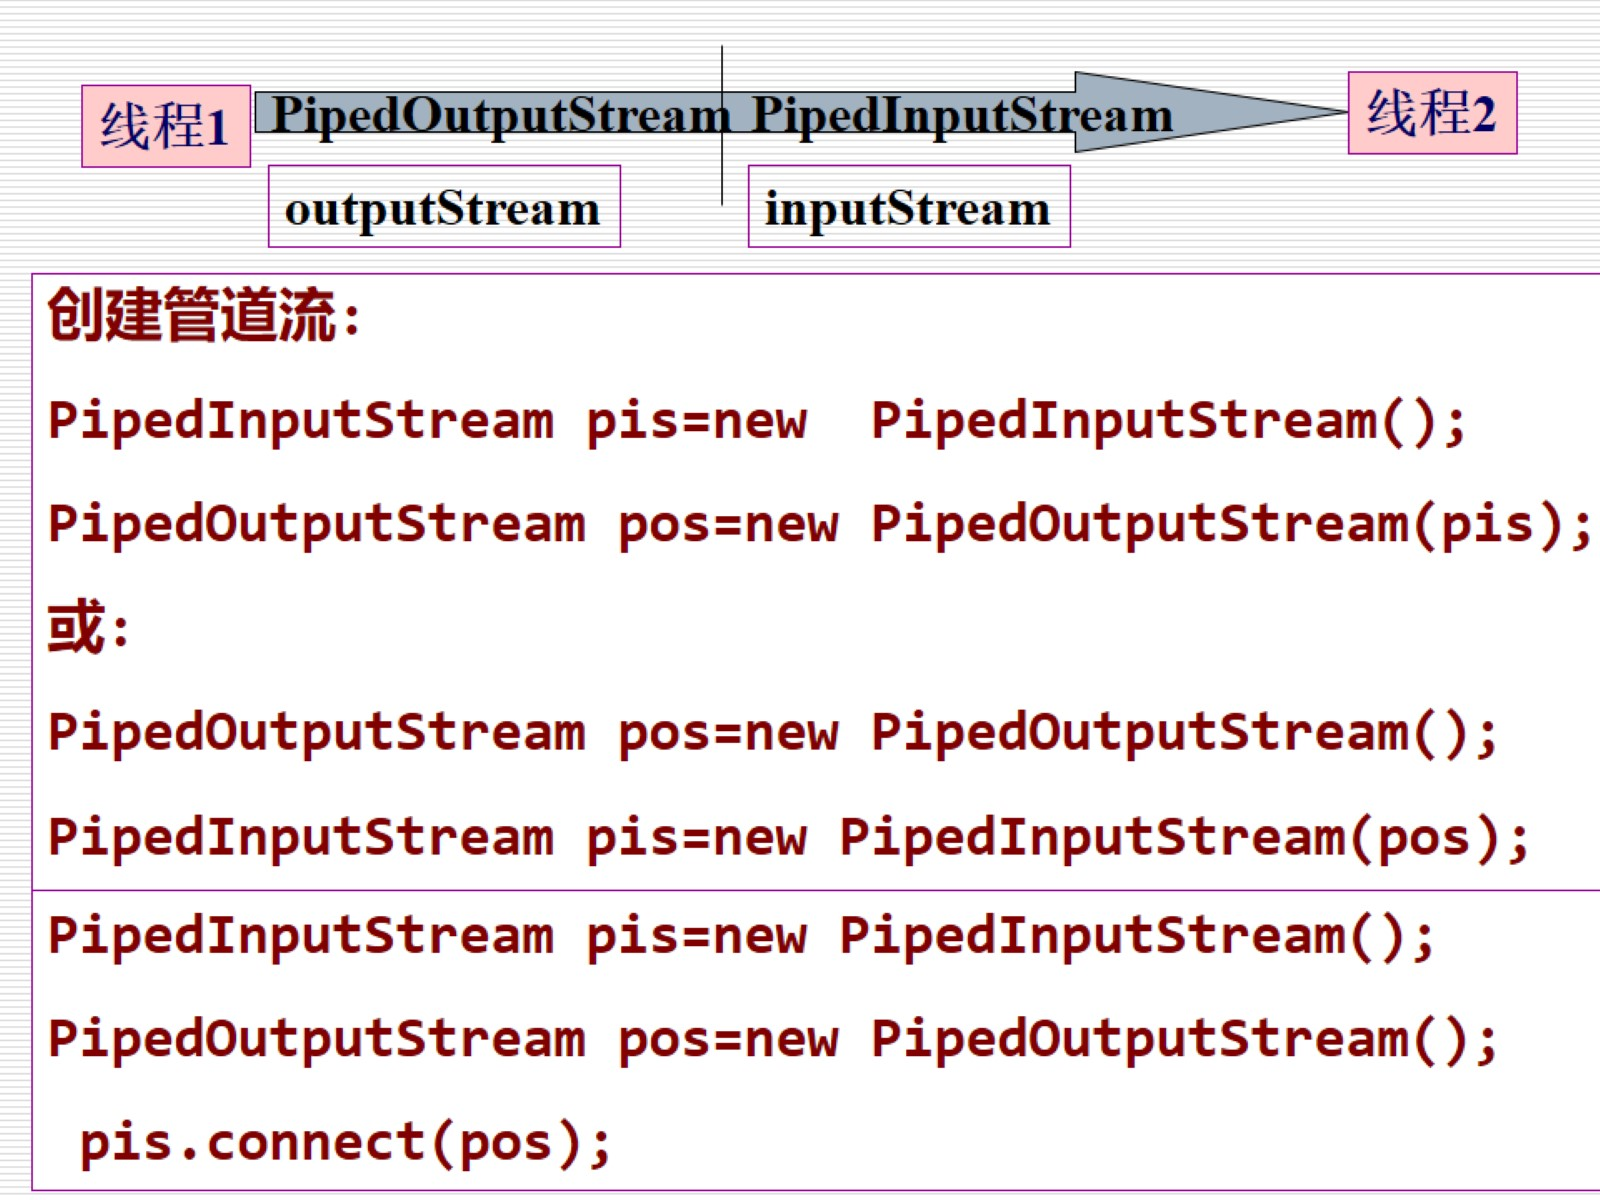 线程1 PipedOutputStream PipedInputStream 线程2
outputStream inputStream
创建管道流:
PipedInputStream pis=new  PipedInputStream();
PipedOutputStream pos=new PipedOutputStream(pis);
或:
PipedOutputStream pos=new PipedOutputStream();
PipedInputStream pis=new PipedInputStream(pos);
PipedInputStream pis=new PipedInputStream();
PipedOutputStream pos=new PipedOutputStream();
pis.connect(pos);